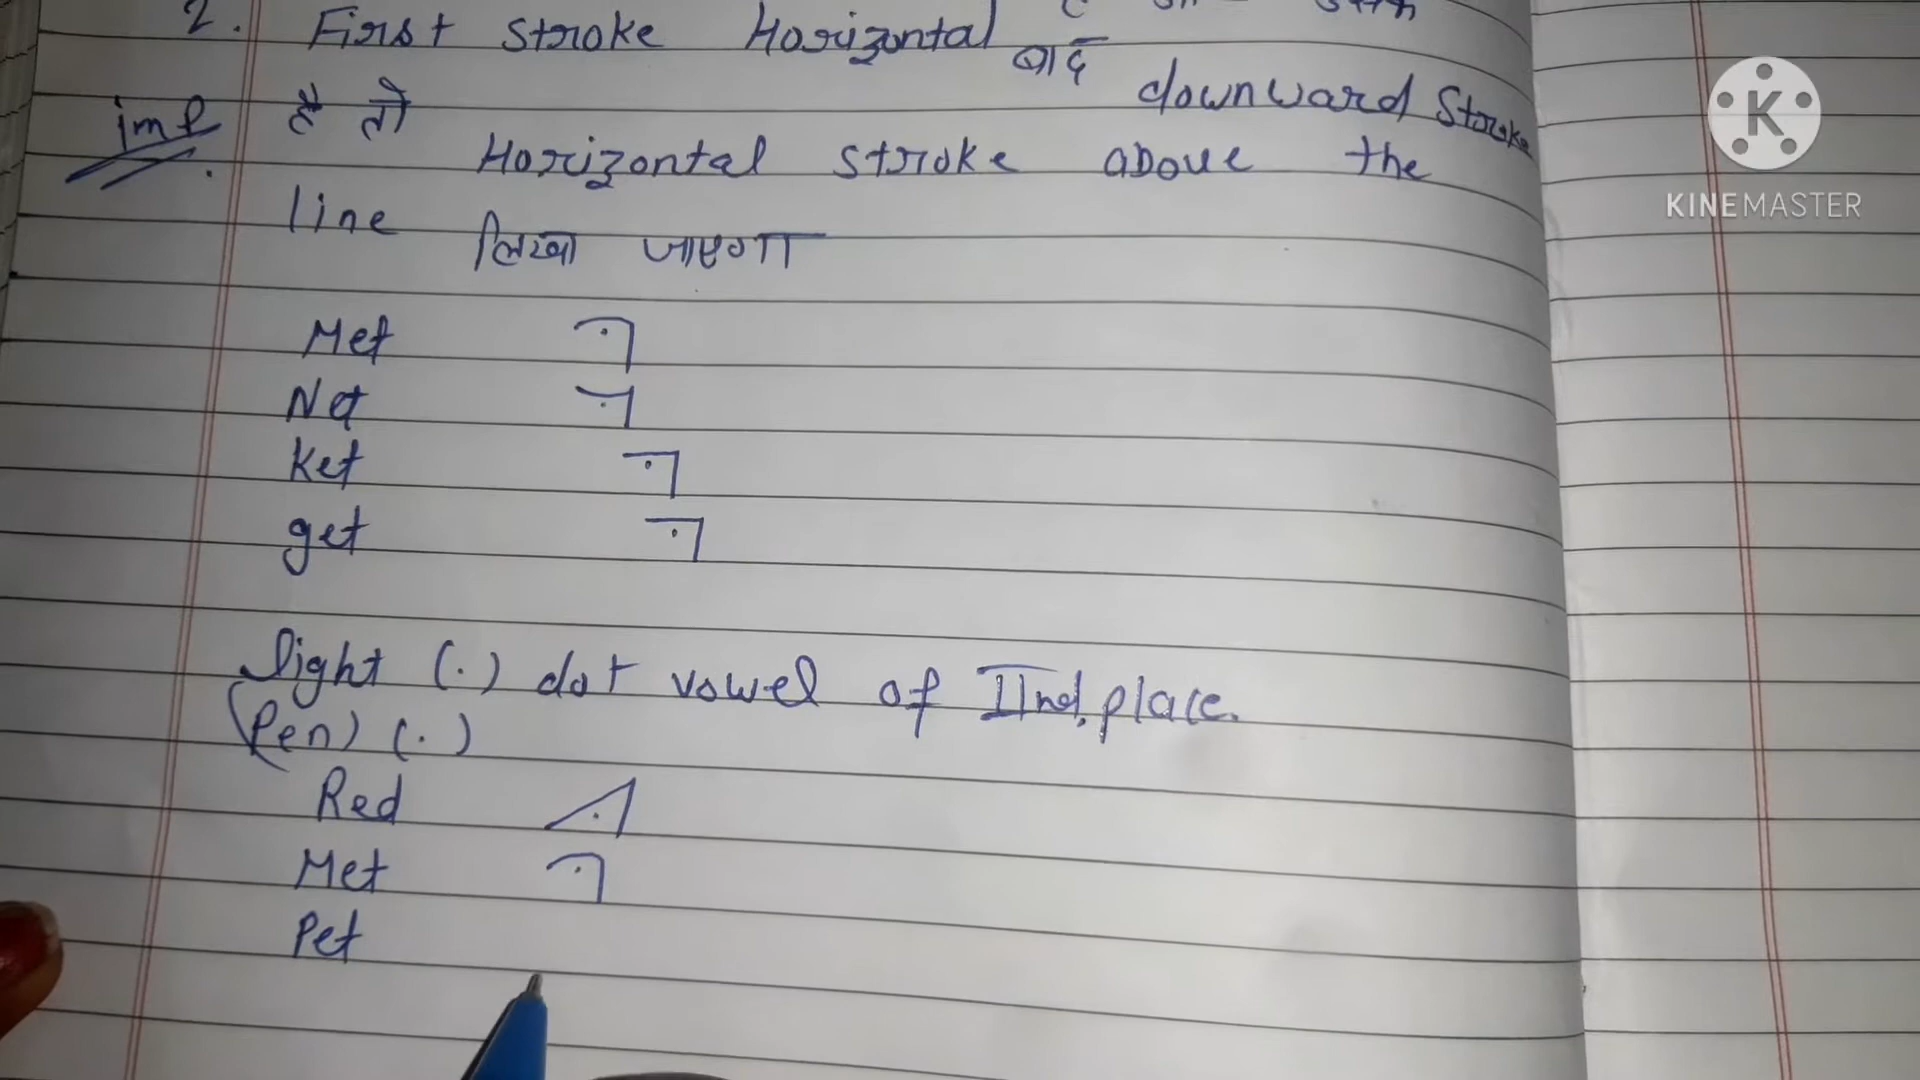 2. First stroke Horizontal
बाद downward Stroke
imp है तो
Horizontal stroke above the
line लिखा जाएगा
Met
Net
Ket
get
light (.) dot vowel of IInd. place.
(Pen) (.)
Red
Met
Pet
K
KINEMASTER